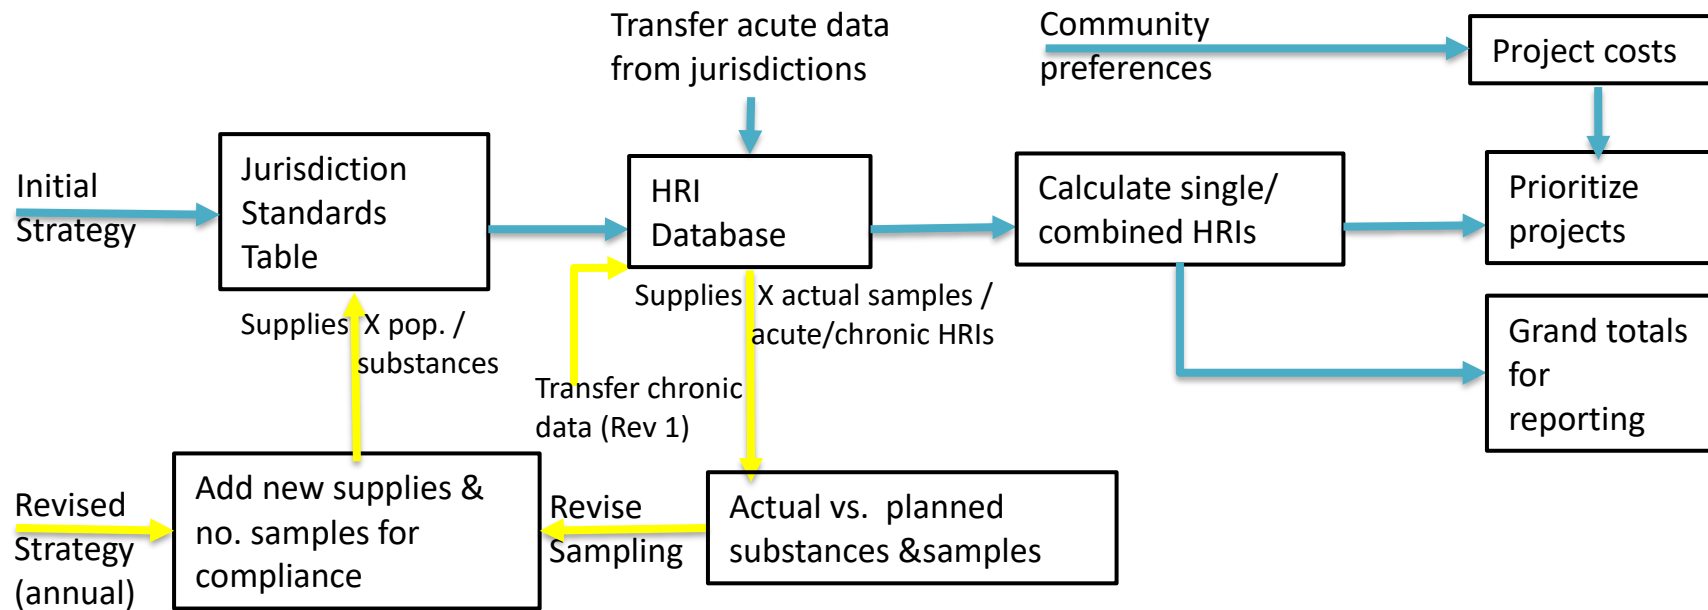 Transfer acute data
from jurisdictions
Community
preferences
Project costs
Initial
Strategy
Jurisdiction
Standards
Table
HRI
Database
Calculate single/
combined HRIs
Prioritize
projects
Supplies X pop. /
substances
Supplies X actual samples /
acute/chronic HRIs
Grand totals
for
reporting
Transfer chronic
data (Rev 1)
Revised
Strategy
(annual)
Add new supplies &
no. samples for
compliance
Revise
Sampling
Actual vs. planned
substances &samples